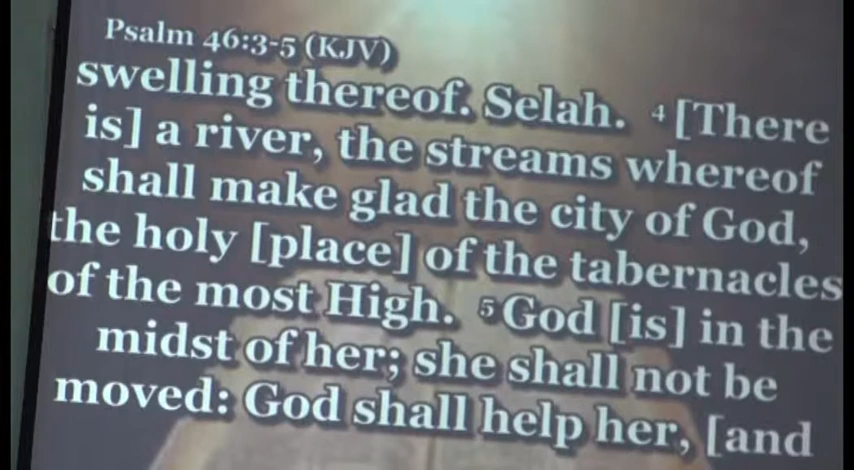 Psalm 46:3-5 (KJV)
swelling thereof. Selah. 4 [There
is] a river, the streams whereof
shall make glad the city of God,
the holy [place] of the tabernacles
of the most High. 5 God [is] in the
midst of her; she shall not be
moved: God shall help her, [and